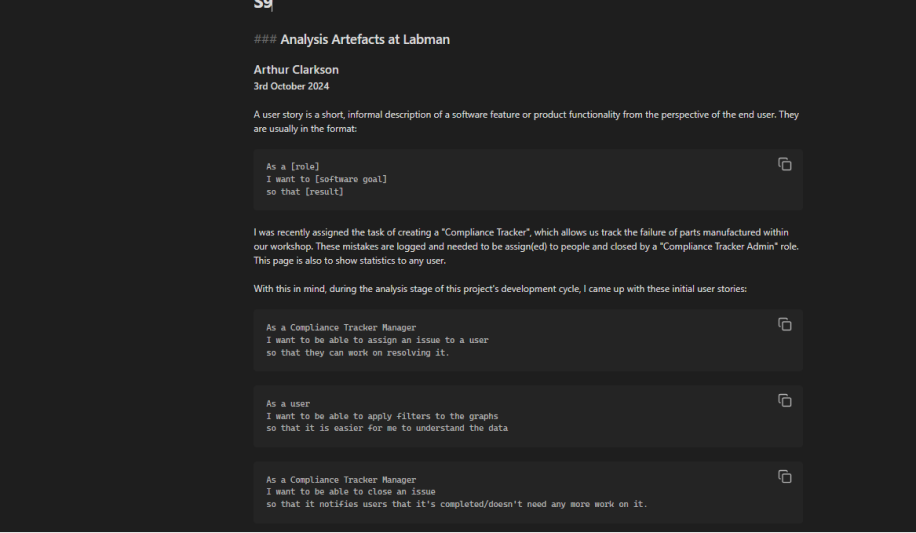 S9
### Analysis Artefacts at Labman
Arthur Clarkson
3rd October 2024
A user story is a short, informal description of a software feature or product functionality from the perspective of the end user. They
are usually in the format:
As a [role]
I want to [software goal]
so that [result]
I was recently assigned the task of creating a "Compliance Tracker", which allows us track the failure of parts manufactured within
our workshop. These mistakes are logged and needed to be assign(ed) to people and closed by a "Compliance Tracker Admin" role.
This page is also to show statistics to any user.
With this in mind, during the analysis stage of this project's development cycle, I came up with these initial user stories:
As a Compliance Tracker Manager
I want to be able to assign an issue to a user
so that they can work on resolving it.
As a user
I want to be able to apply filters to the graphs
so that it is easier for me to understand the data
As a Compliance Tracker Manager
I want to be able to close an issue
so that it notifies users that it's completed/doesn't need any more work on it.